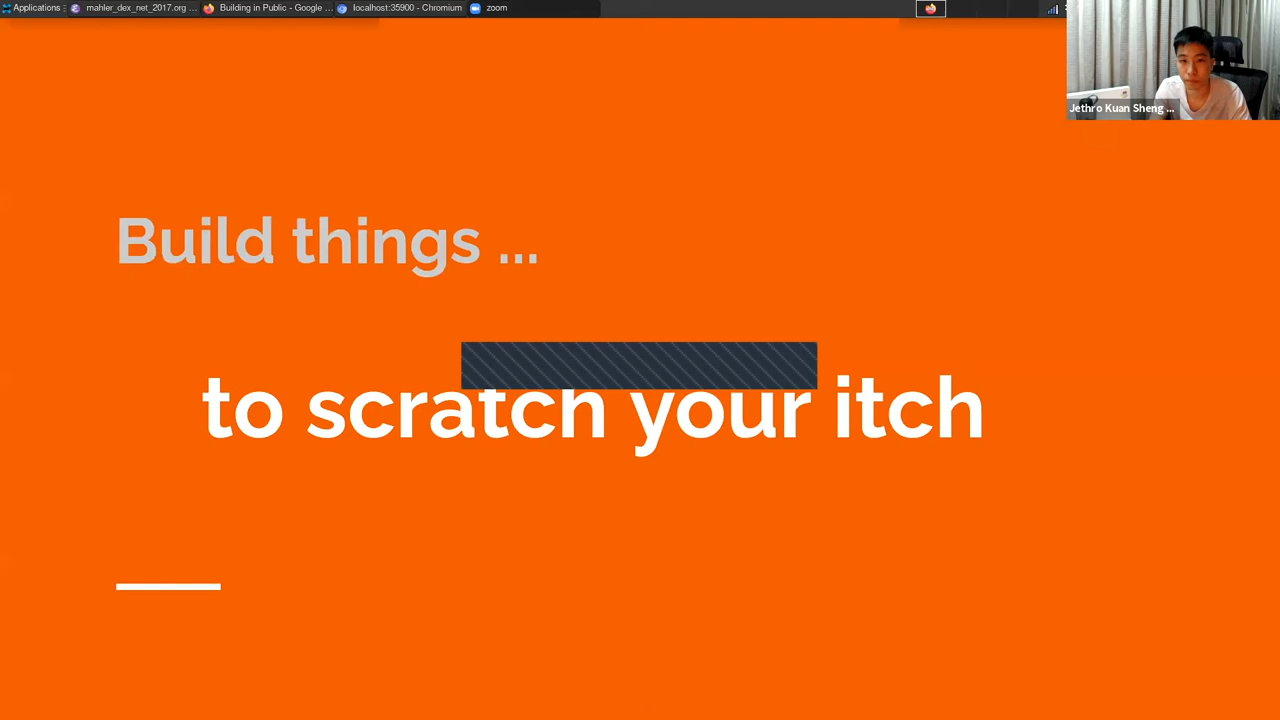 Applications
mahler_dex_net_2017.org ...
Building in Public - Google ...
localhost:35900 - Chromium
zoom
Jethro Kuan Sheng ...
Build things ...
to scratch your itch